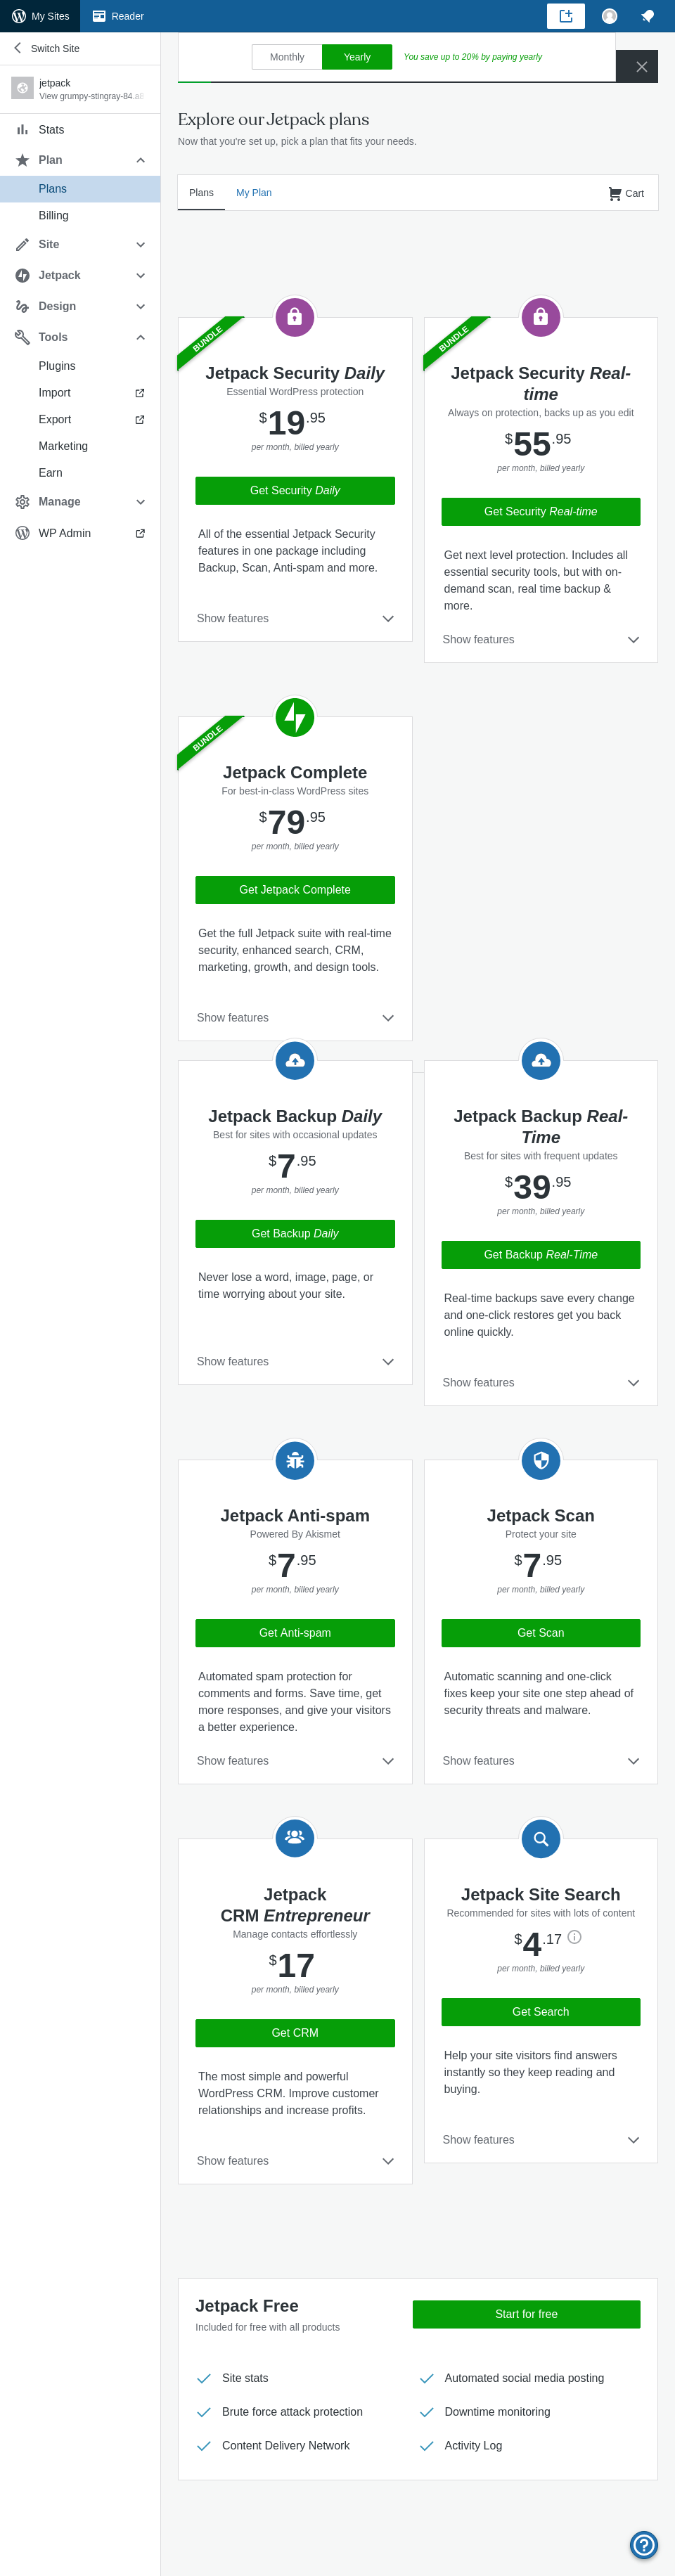 My Sites
Reader
Switch Site
jetpack
View grumpy-stingray-84.a8
Stats
Plan
Plans
Billing
Site
Jetpack
Design
Tools
Plugins
Import
Export
Marketing
Earn
Manage
WP Admin
Monthly
Yearly
You save up to 20% by paying yearly
Explore our Jetpack plans
Now that you're set up, pick a plan that fits your needs.
Plans
My Plan
Cart
BUNDLE
Jetpack Security Daily
Essential WordPress protection
$19.95
per month, billed yearly
Get Security Daily
All of the essential Jetpack Security
features in one package including
Backup, Scan, Anti-spam and more.
Show features
BUNDLE
Jetpack Security Real-
time
Always on protection, backs up as you edit
$55.95
per month, billed yearly
Get Security Real-time
Get next level protection. Includes all
essential security tools, but with on-
demand scan, real time backup &
more.
Show features
BUNDLE
Jetpack Complete
For best-in-class WordPress sites
$79.95
per month, billed yearly
Get Jetpack Complete
Get the full Jetpack suite with real-time
security, enhanced search, CRM,
marketing, growth, and design tools.
Show features
Jetpack Backup Daily
Best for sites with occasional updates
$7.95
per month, billed yearly
Get Backup Daily
Never lose a word, image, page, or
time worrying about your site.
Show features
Jetpack Backup Real-
Time
Best for sites with frequent updates
$39.95
per month, billed yearly
Get Backup Real-Time
Real-time backups save every change
and one-click restores get you back
online quickly.
Show features
Jetpack Anti-spam
Powered By Akismet
$7.95
per month, billed yearly
Get Anti-spam
Automated spam protection for
comments and forms. Save time, get
more responses, and give your visitors
a better experience.
Show features
Jetpack Scan
Protect your site
$7.95
per month, billed yearly
Get Scan
Automatic scanning and one-click
fixes keep your site one step ahead of
security threats and malware.
Show features
Jetpack
CRM Entrepreneur
Manage contacts effortlessly
$17
per month, billed yearly
Get CRM
The most simple and powerful
WordPress CRM. Improve customer
relationships and increase profits.
Show features
Jetpack Site Search
Recommended for sites with lots of content
$4.17
per month, billed yearly
Get Search
Help your site visitors find answers
instantly so they keep reading and
buying.
Show features
Jetpack Free
Included for free with all products
Start for free
Site stats
Automated social media posting
Brute force attack protection
Downtime monitoring
Content Delivery Network
Activity Log